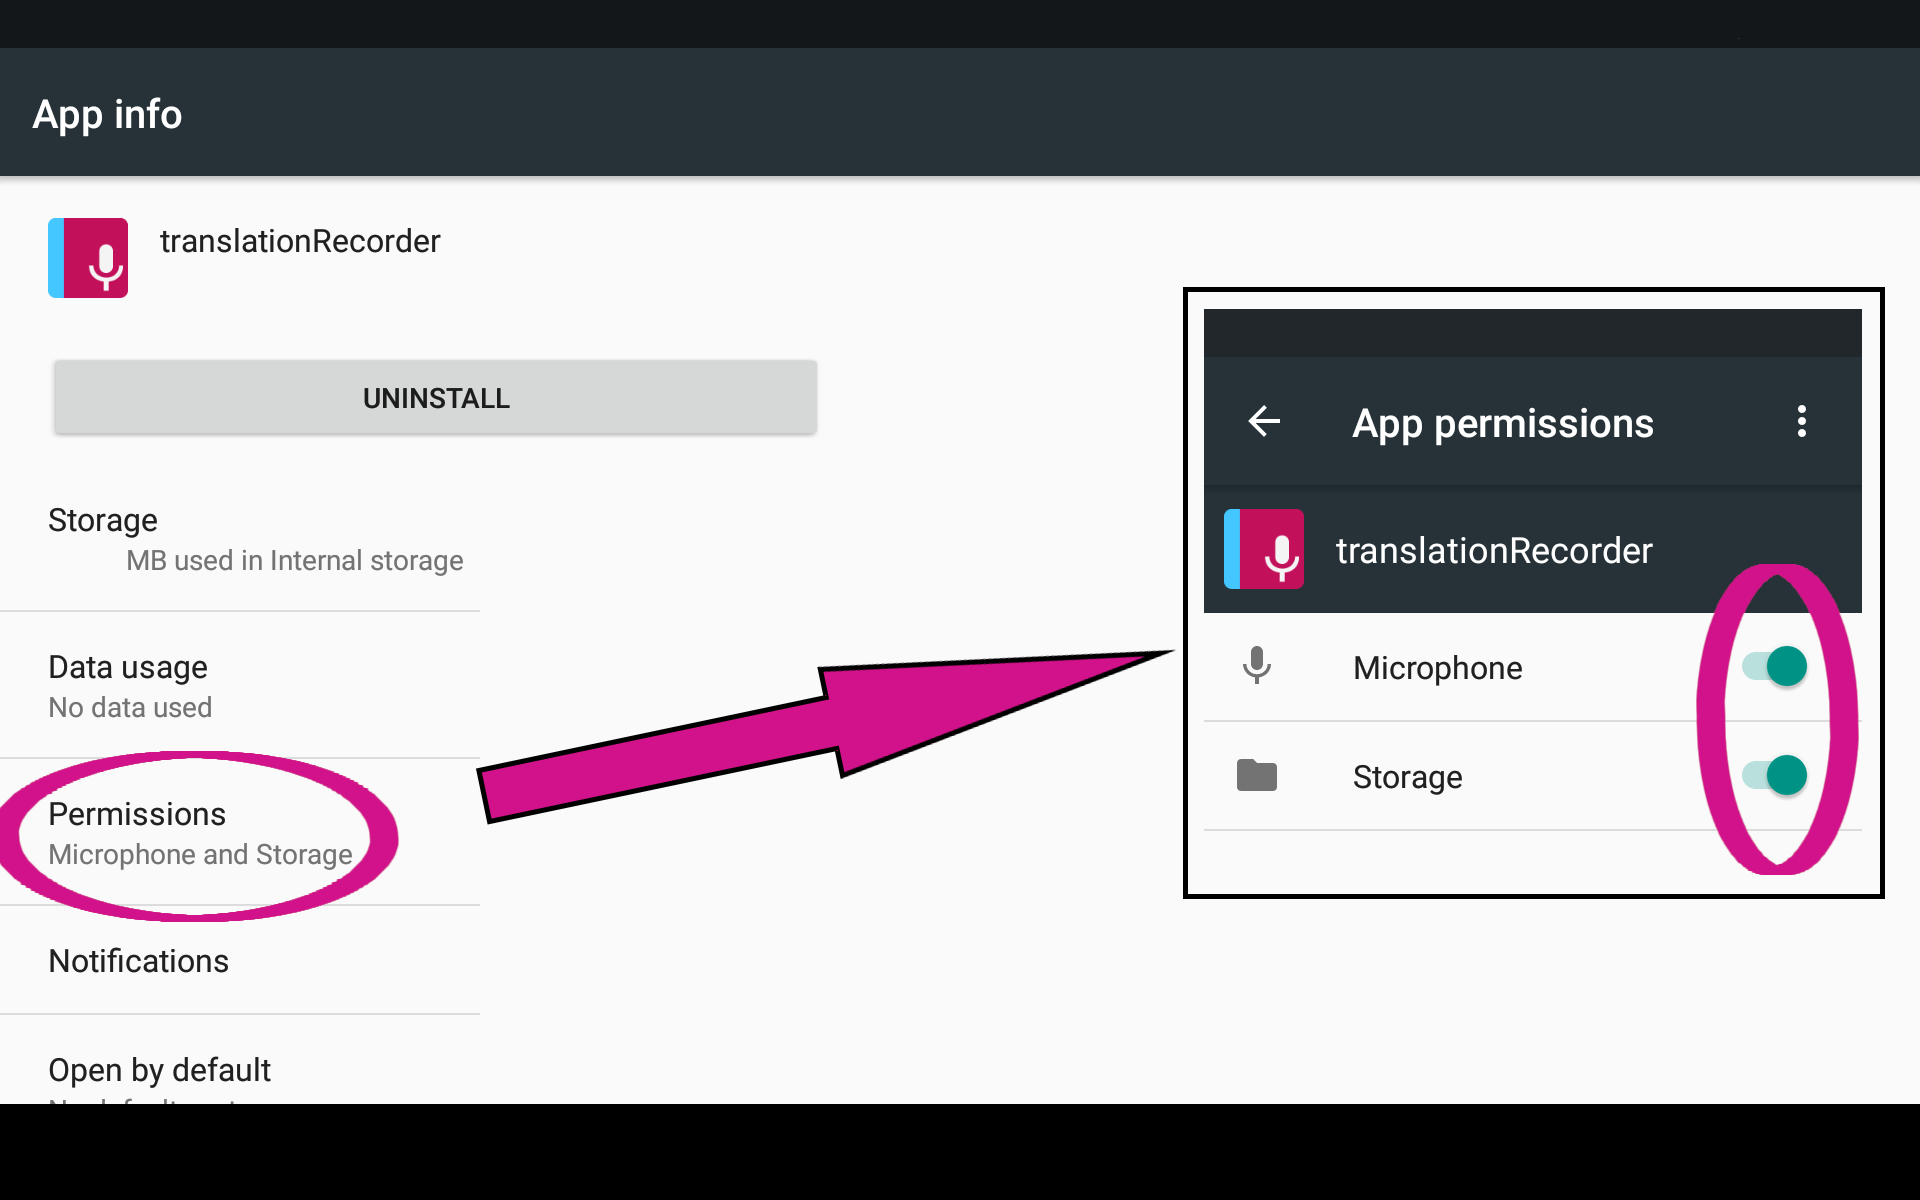 App info
translationRecorder
UNINSTALL
Storage
MB used in Internal storage
Data usage
No data used
Permissions
Microphone and Storage
Notifications
Open by default
App permissions
translationRecorder
Microphone
Storage